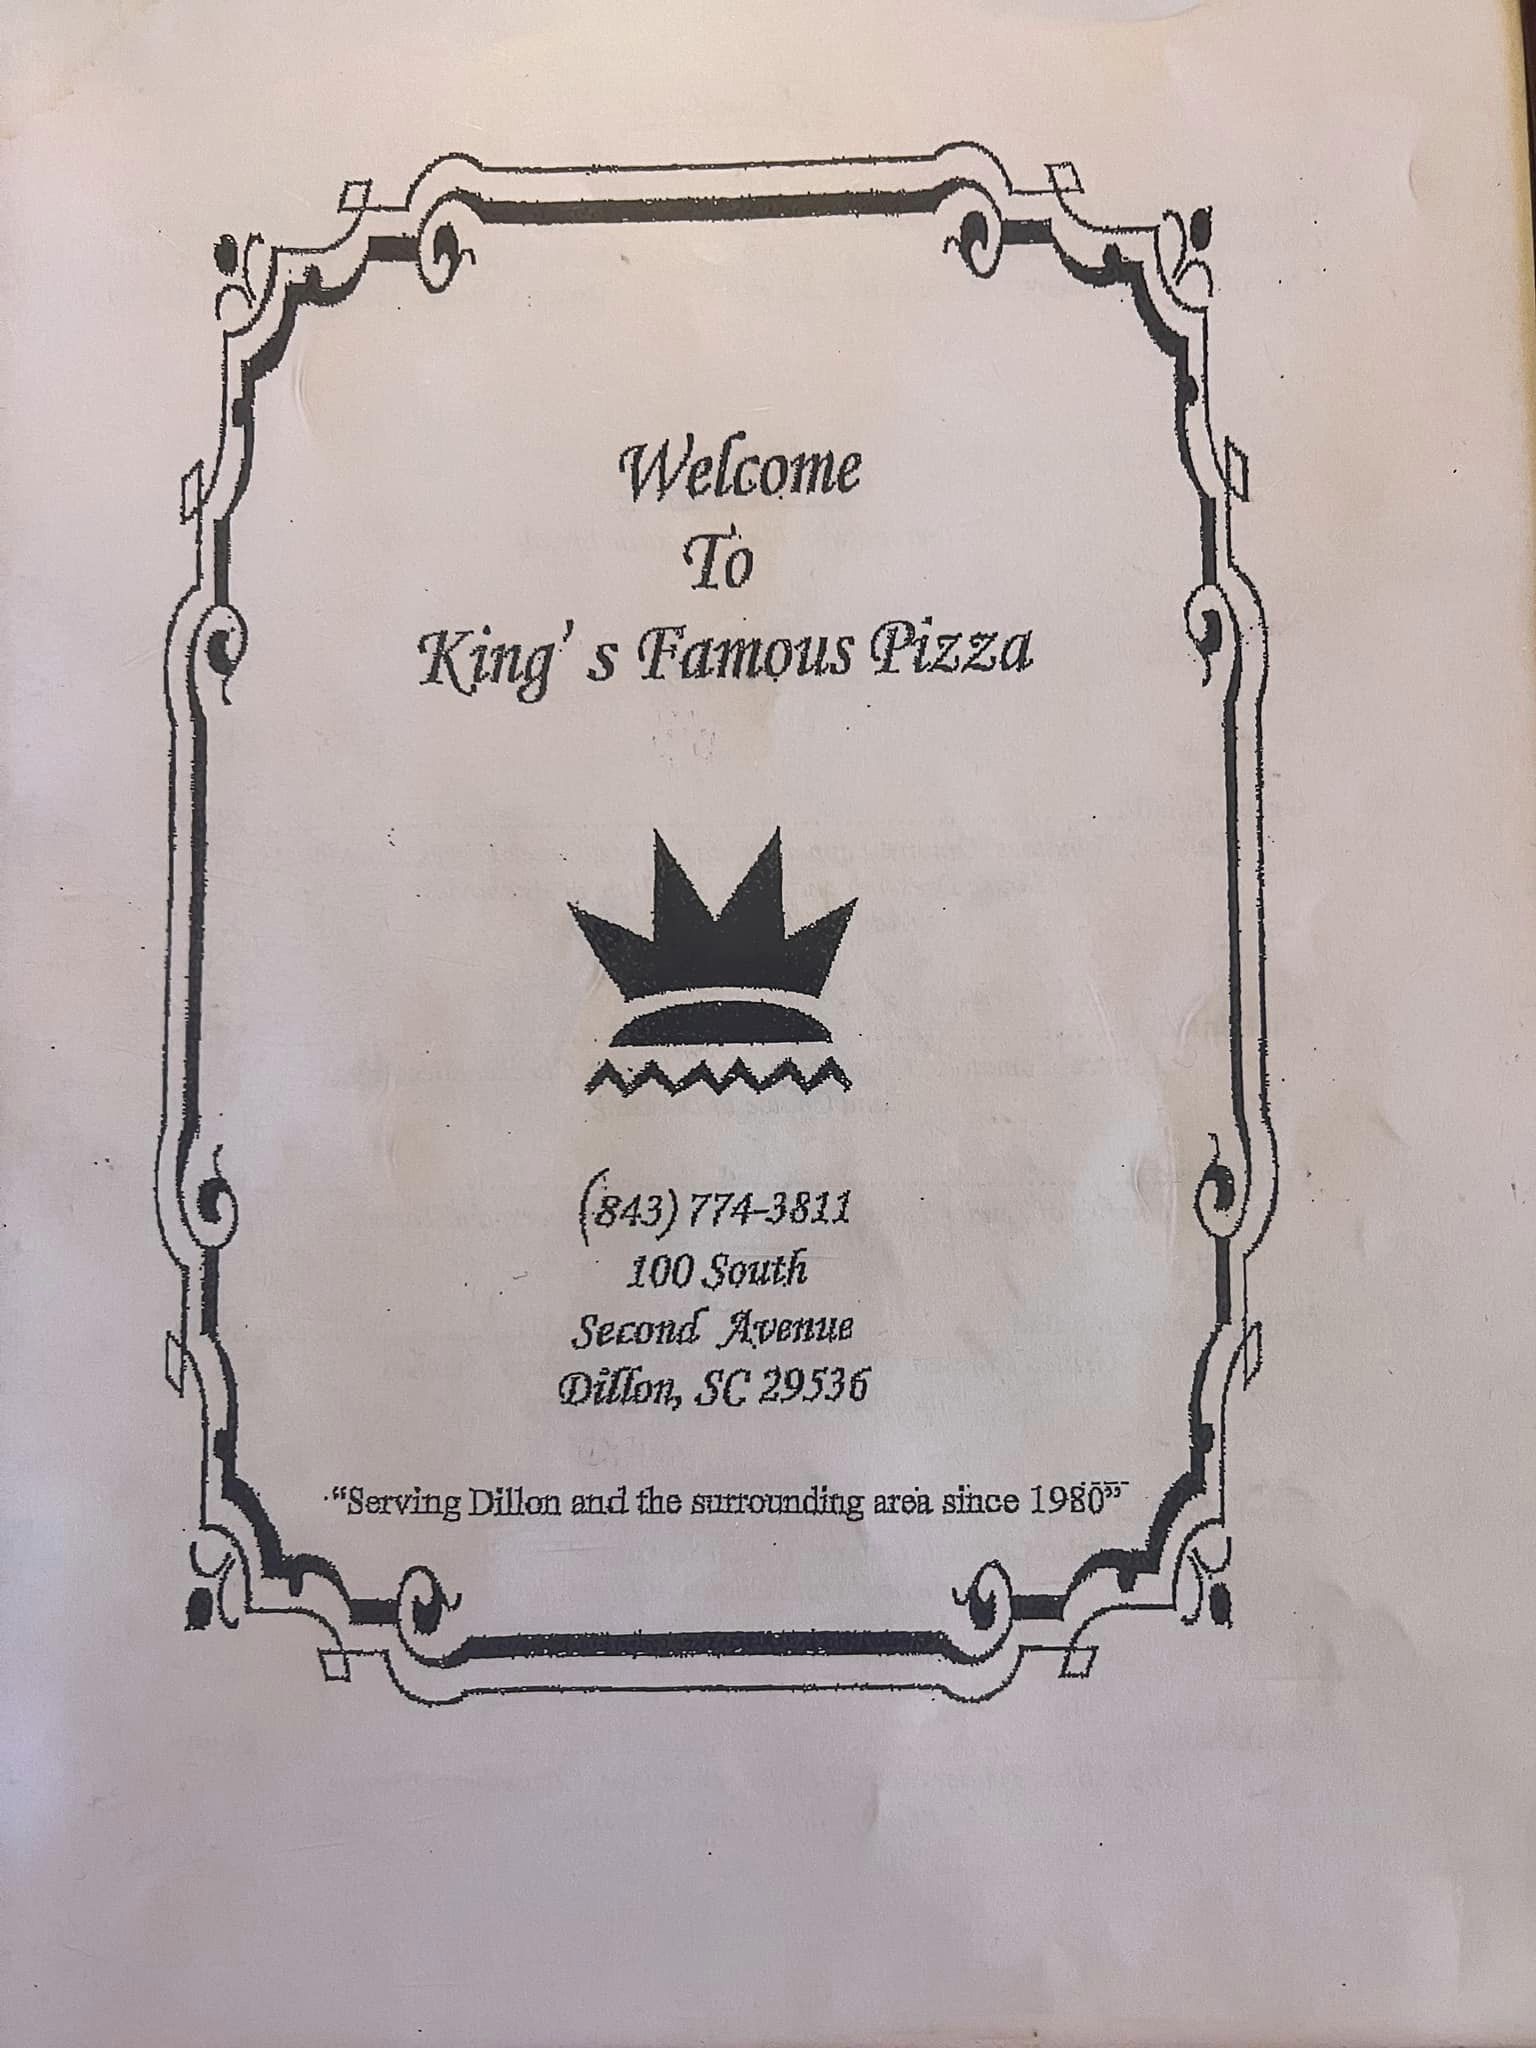 Welcome
To
King's Famous Pizza
(843) 774-3811
100 South
Second Avenue
Dillon, SC 29536
"Serving Dillon and the surrounding area since 1980"